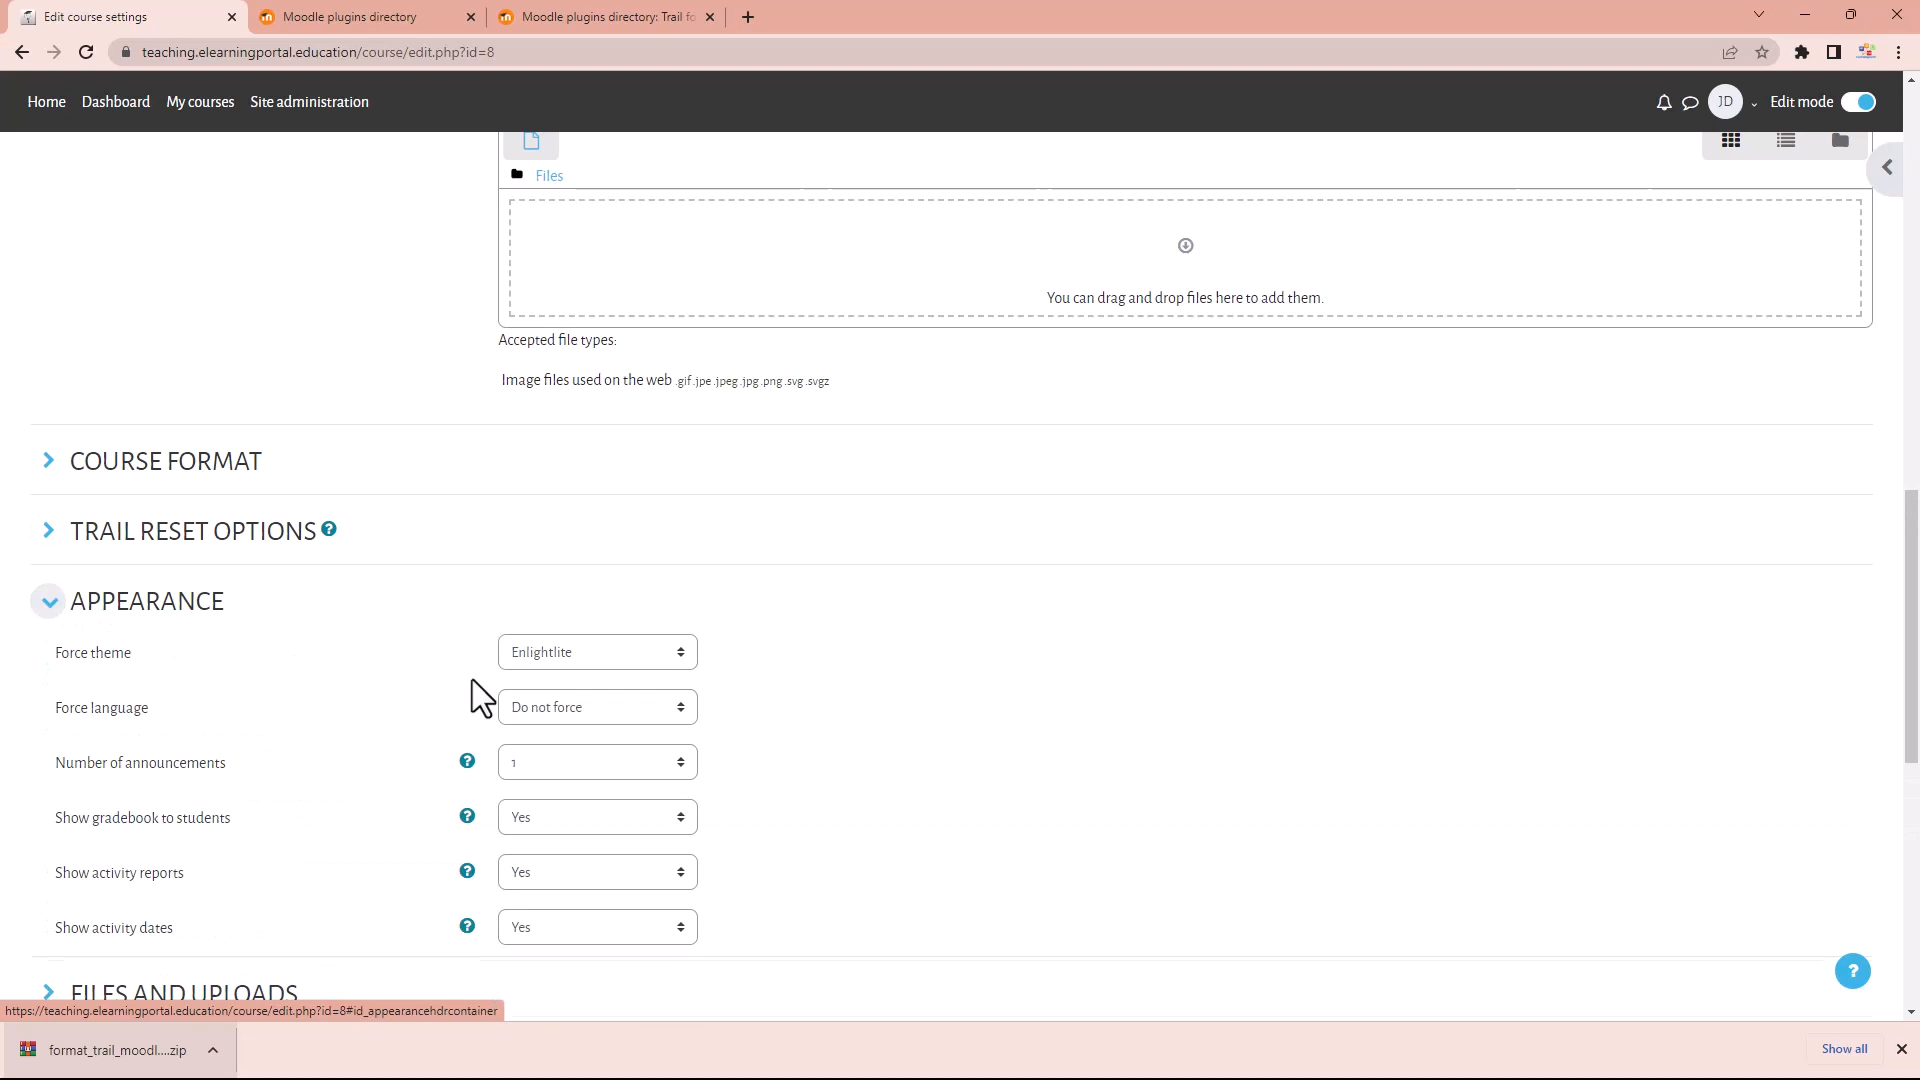 Edit course settings
Moodle plugins directory
Moodle plugins directory: Trail fo
teaching.elearningportal.education/course/edit.php?id=8
Home Dashboard My courses Site administration
JD
Edit mode
Files
You can drag and drop files here to add them.
Accepted file types:
Image files used on the web .gif .jpe .jpeg .jpg .png .svg .svgz
COURSE FORMAT
TRAIL RESET OPTIONS ?
APPEARANCE
Force theme Enlightlite
Force language Do not force
Number of announcements ? 1
Show gradebook to students ? Yes
Show activity reports ? Yes
Show activity dates ? Yes
?
FILES AND UPLOADS
https://teaching.elearningportal.education/course/edit.php?id=8#id_appearancehdrcontainer
format_trail_moodl....zip
Show all